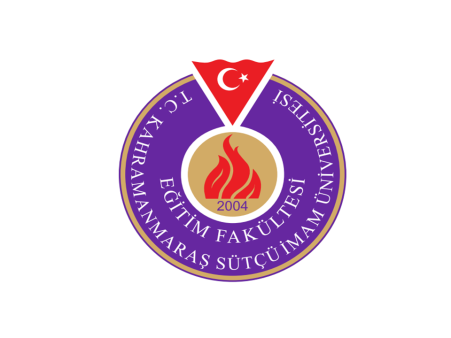 T.C. KAHRAMANMARAŞ SÜTÇÜ İMAM ÜNİVERSİTESİ
EĞİTİM FAKÜLTESİ
2004